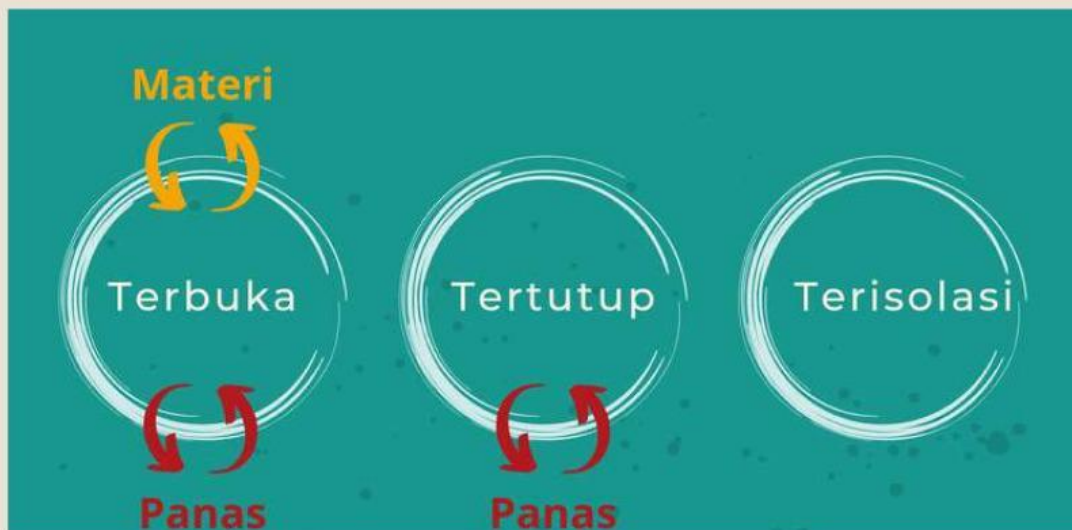 Materi
Terbuka
Tertutup
Terisolasi
Panas
Panas